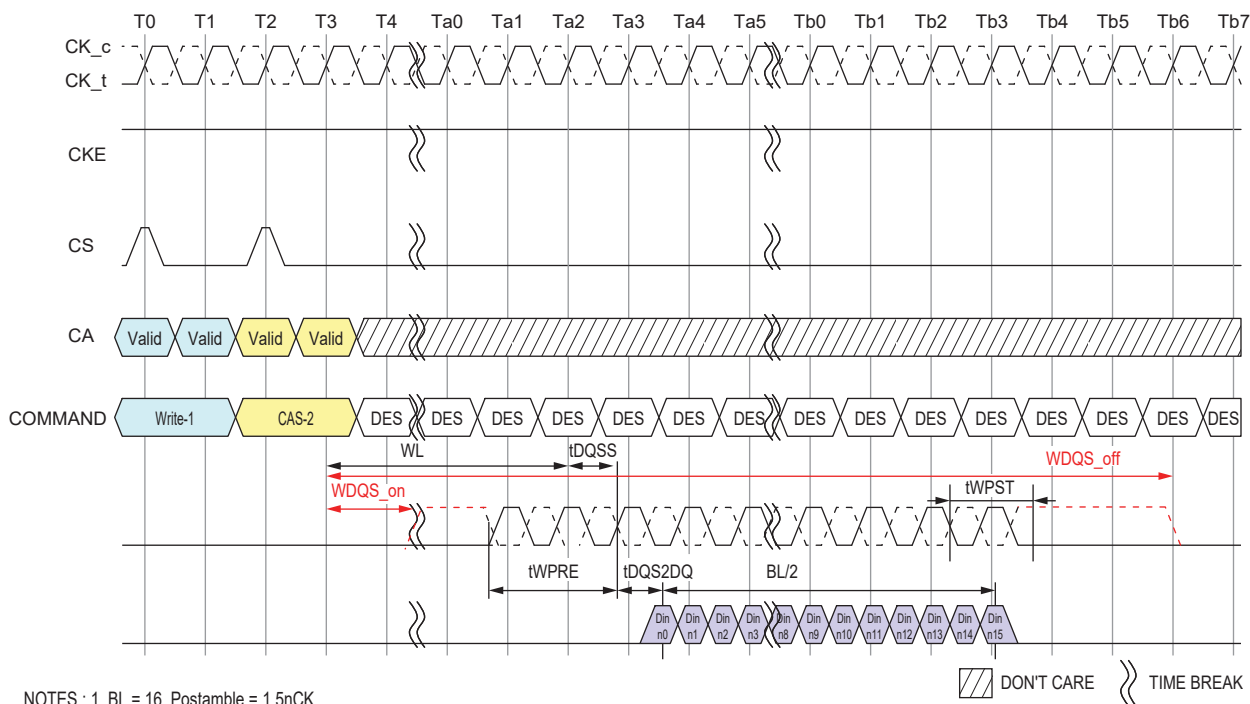 T0 T1 T2 T3 T4 Ta0 Ta1 Ta2 Ta3 Ta4 Ta5 Tb0 Tb1 Tb2 Tb3 Tb4 Tb5 Tb6 Tb7
CK_c
CK_t
CKE
CS
CA Valid Valid Valid Valid
COMMAND Write-1 CAS-2 DES DES DES DES DES DES DES DES DES DES DES DES DES DES DES
WL tDQSS WDQS_off
WDQS_on tWPST
tWPRE tDQS2DQ BL/2
Din n0 Din n1 Din n2 Din n3 Din n8 Din n9 Din n10 Din n11 Din n12 Din n13 Din n14 Din n15
DON'T CARE TIME BREAK
NOTES : 1. BL = 16, Postamble = 1.5nCK